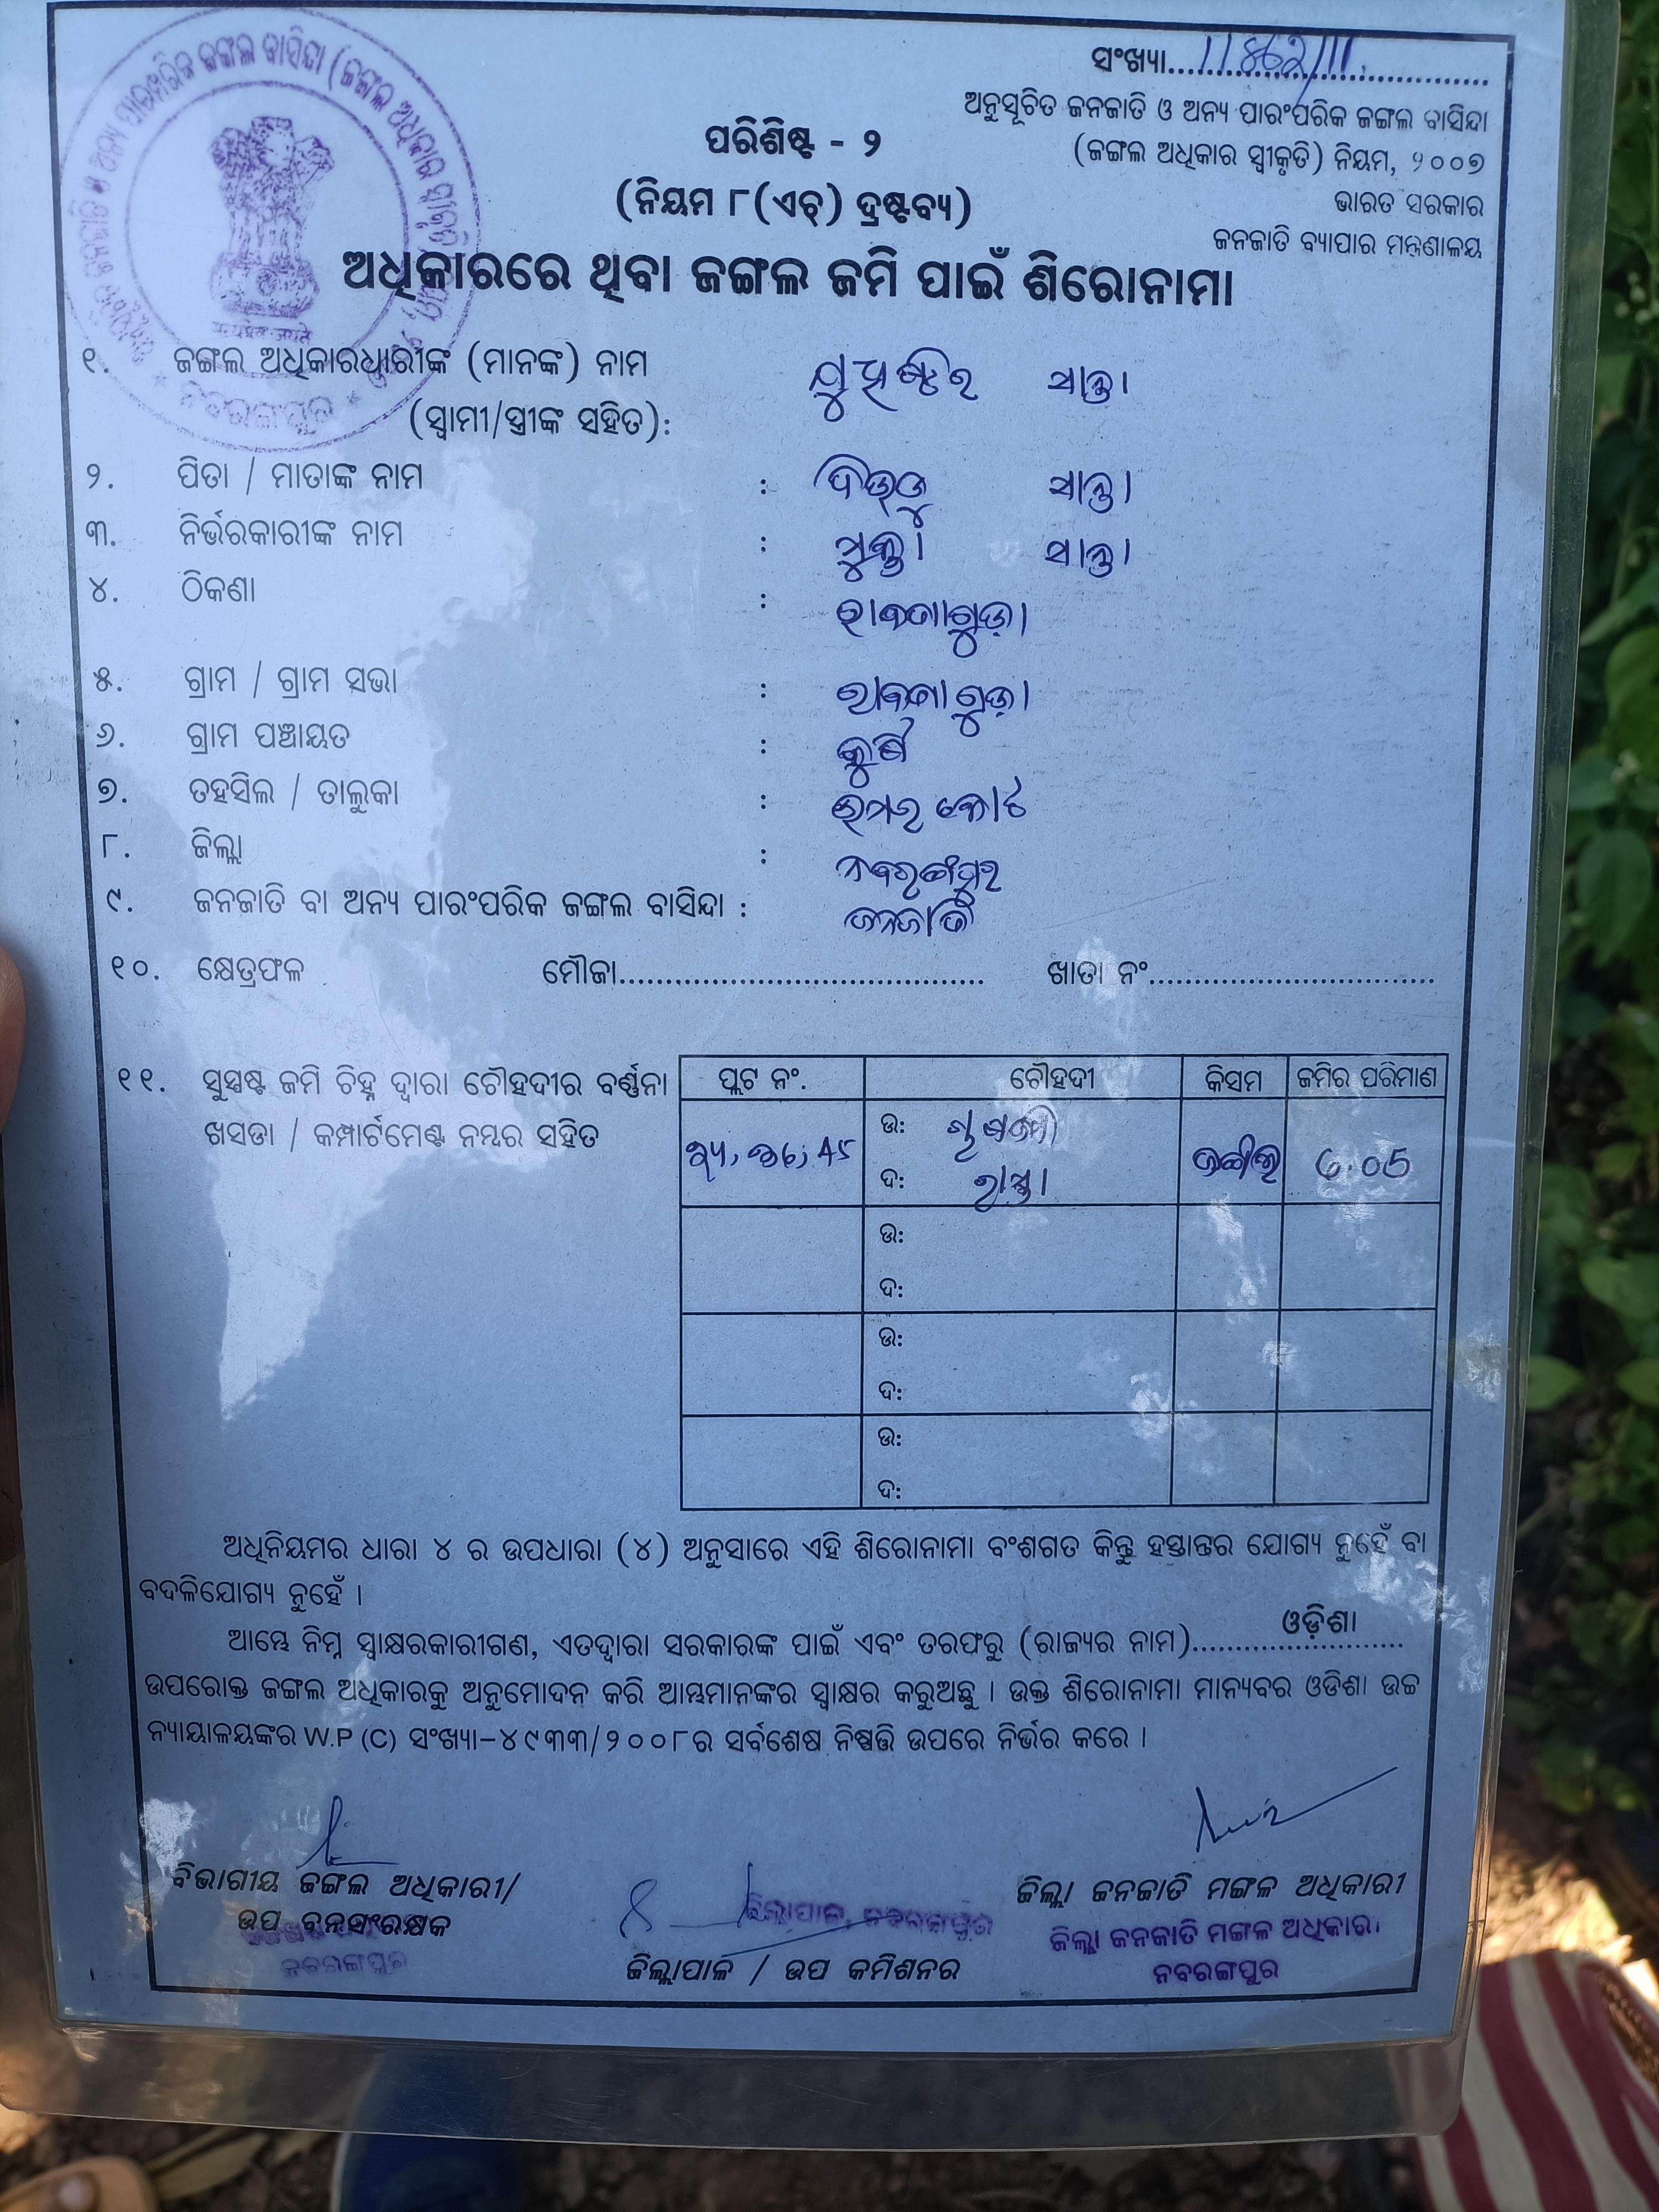 ସଂଖ୍ୟା
ଅନୁସୂଚିତ ଜନଜାତି ଓ ଅନ୍ୟ ପାରଂପରିକ ଜଙ୍ଗଲ ବାସିନ୍ଦା
(ଜଙ୍ଗଲ ଅଧିକାର ସ୍ୱୀକୃତି) ନିୟମ, ୨୦୦୭
ଭାରତ ସରକାର
ଜନଜାତି ବ୍ୟାପାର ମନ୍ତ୍ରଣାଳୟ
ପରିଶିଷ୍ଟ - ୨
(ନିୟମ ୮(ଏଚ୍) ଦ୍ରଷ୍ଟବ୍ୟ)
ଅଧିକାରରେ ଥିବା ଜଙ୍ଗଲ ଜମି ପାଇଁ ଶିରୋନାମା
୧. ଜଙ୍ଗଲ ଅଧିକାରଧାରୀଙ୍କ (ମାନଙ୍କ) ନାମ ସାନ୍ତା
(ସ୍ୱାମୀ/ସ୍ତ୍ରୀଙ୍କ ସହିତ):
୨. ପିତା / ମାତାଙ୍କ ନାମ : ସାନ୍ତା
୩. ନିର୍ଭରକାରୀଙ୍କ ନାମ : ସାନ୍ତା
୪. ଠିକଣା : ରାବଣାଗୁଡ଼ା
୫. ଗ୍ରାମ / ଗ୍ରାମ ସଭା : ରାବଣାଗୁଡ଼ା
୬. ଗ୍ରାମ ପଞ୍ଚାୟତ :
୭. ତହସିଲ / ତାଲୁକା : ଉମରକୋଟ
୮. ଜିଲ୍ଲା : ନବରଙ୍ଗପୁର
୯. ଜନଜାତି ବା ଅନ୍ୟ ପାରଂପରିକ ଜଙ୍ଗଲ ବାସିନ୍ଦା : ଜନଜାତି
୧୦. କ୍ଷେତ୍ରଫଳ ମୌଜା ଖାତା ନଂ
୧୧. ସୁସ୍ପଷ୍ଟ ଜମି ଚିହ୍ନ ଦ୍ୱାରା ଚୌହଦୀର ବର୍ଣ୍ଣନା
ଖସଡା / କମ୍ପାର୍ଟମେଣ୍ଟ ନମ୍ବର ସହିତ
ପ୍ଲଟ ନଂ. ଚୌହଦୀ କିସମ ଜମିର ପରିମାଣ
ଉ:
ଦ: ରାସ୍ତା ଜଙ୍ଗଲ
ଉ:
ଦ:
ଉ:
ଦ:
ଉ:
ଦ:
ଅଧିନିୟମର ଧାରା ୪ ର ଉପଧାରା (୪) ଅନୁସାରେ ଏହି ଶିରୋନାମା ବଂଶଗତ କିନ୍ତୁ ହସ୍ତାନ୍ତର ଯୋଗ୍ୟ ନୁହେଁ ବା
ବଦଳିଯୋଗ୍ୟ ନୁହେଁ ।
ଆମ୍ଭେ ନିମ୍ନ ସ୍ୱାକ୍ଷରକାରୀଗଣ, ଏତଦ୍ୱାରା ସରକାରଙ୍କ ପାଇଁ ଏବଂ ତରଫରୁ (ରାଜ୍ୟର ନାମ) ଓଡ଼ିଶା
ଉପରୋକ୍ତ ଜଙ୍ଗଲ ଅଧିକାରକୁ ଅନୁମୋଦନ କରି ଆମ୍ଭମାନଙ୍କର ସ୍ୱାକ୍ଷର କରୁଅଛୁ । ଉକ୍ତ ଶିରୋନାମା ମାନ୍ୟବର ଓଡିଶା ଉଚ୍ଚ
ନ୍ୟାୟାଳୟଙ୍କର W.P (C) ସଂଖ୍ୟା-୪୯୩୩/୨୦୦୮ର ସର୍ବଶେଷ ନିଷ୍ପତ୍ତି ଉପରେ ନିର୍ଭର କରେ ।
ବିଭାଗୀୟ ଜଙ୍ଗଲ ଅଧିକାରୀ/
ଉପ ବନସଂରକ୍ଷକ
ନବରଙ୍ଗପୁର
ଜିଲ୍ଲାପାଳ, ନବରଙ୍ଗପୁର
ଜିଲ୍ଲାପାଳ / ଉପ କମିଶନର
ଜିଲ୍ଲା ଜନଜାତି ମଙ୍ଗଳ ଅଧିକାରୀ
ଜିଲ୍ଲା ଜନଜାତି ମଙ୍ଗଳ ଅଧିକାରୀ
ନବରଙ୍ଗପୁର